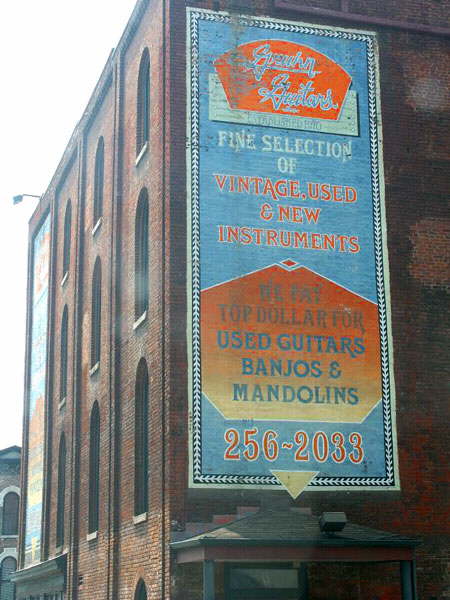 Spurn
Guitars
FINE SELECTION
OF
VINTAGE, USED
& NEW
INSTRUMENTS
WE PAY
TOP DOLLAR FOR
USED GUITARS
BANJOS &
MANDOLINS
256~2033